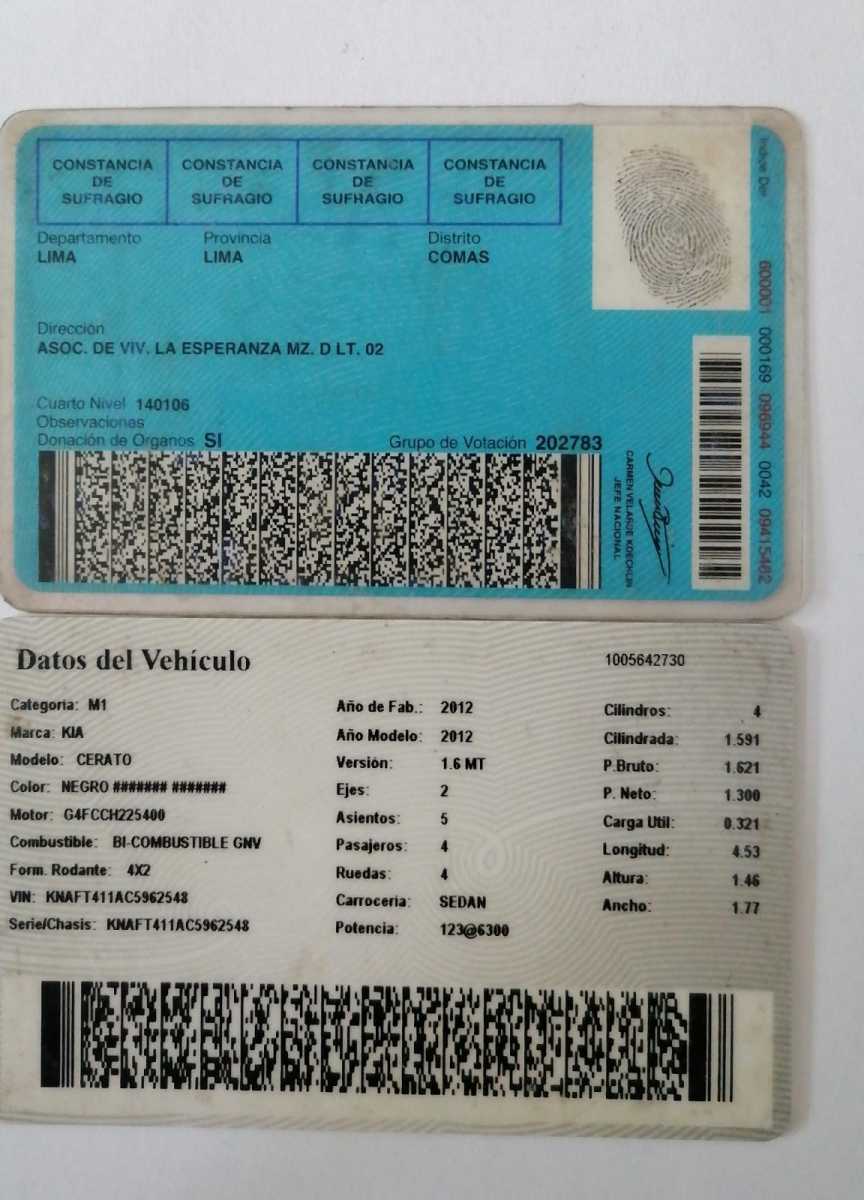 CONSTANCIA DE SUFRAGIO
CONSTANCIA DE SUFRAGIO
CONSTANCIA DE SUFRAGIO
CONSTANCIA DE SUFRAGIO
Departamento Provincia Distrito
LIMA LIMA COMAS
Dirección
ASOC. DE VIV. LA ESPERANZA MZ. D LT. 02
Cuarto Nivel 140106
Observaciones
Donación de Organos SI Grupo de Votación 202783
CARMEN VELARDE KOECHLIN
JEFE NACIONAL
Indice Der
600001 000169 096944 0042 09415462
Datos del Vehículo 1005642730
Categoria: M1 Año de Fab.: 2012 Cilindros: 4
Marca: KIA Año Modelo: 2012 Cilindrada: 1.591
Modelo: CERATO Versión: 1.6 MT P.Bruto: 1.621
Color: NEGRO ####### ####### Ejes: 2 P. Neto: 1.300
Motor: G4FCCH225400 Asientos: 5 Carga Util: 0.321
Combustible: BI-COMBUSTIBLE GNV Pasajeros: 4 Longitud: 4.53
Form. Rodante: 4X2 Ruedas: 4 Altura: 1.46
VIN: KNAFT411AC5962548 Carroceria: SEDAN Ancho: 1.77
Serie/Chasis: KNAFT411AC5962548 Potencia: 123@6300